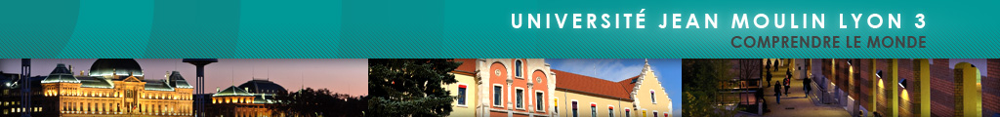 UNIVERSITÉ JEAN MOULIN LYON 3
COMPRENDRE LE MONDE